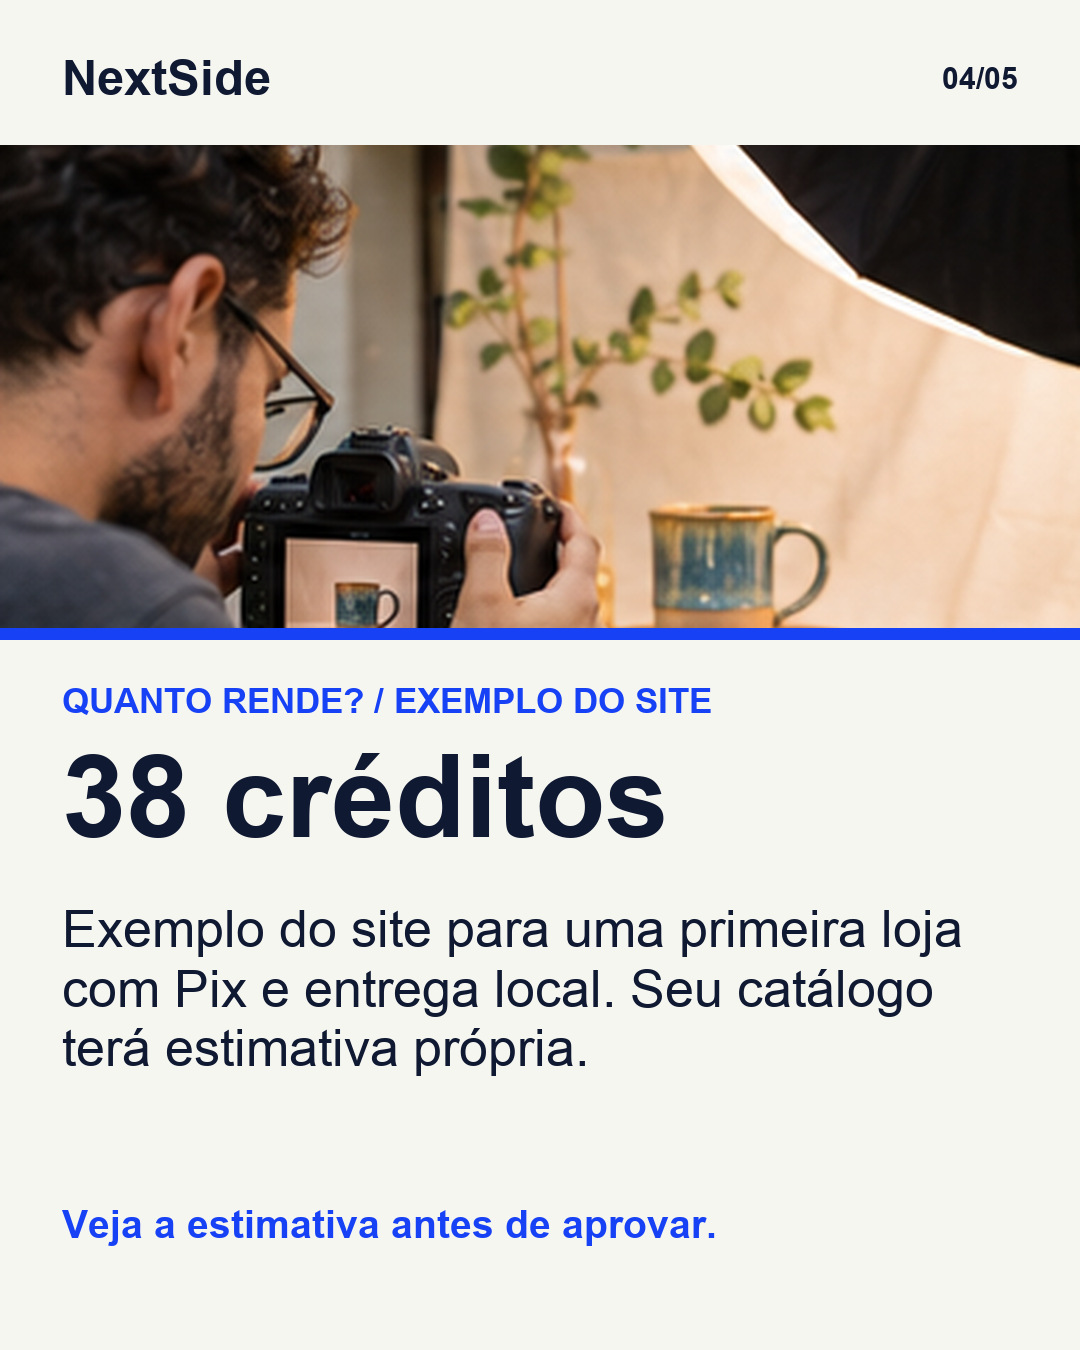 NextSide
04/05
QUANTO RENDE? / EXEMPLO DO SITE
38 créditos
Exemplo do site para uma primeira loja
com Pix e entrega local. Seu catálogo
terá estimativa própria.
Veja a estimativa antes de aprovar.